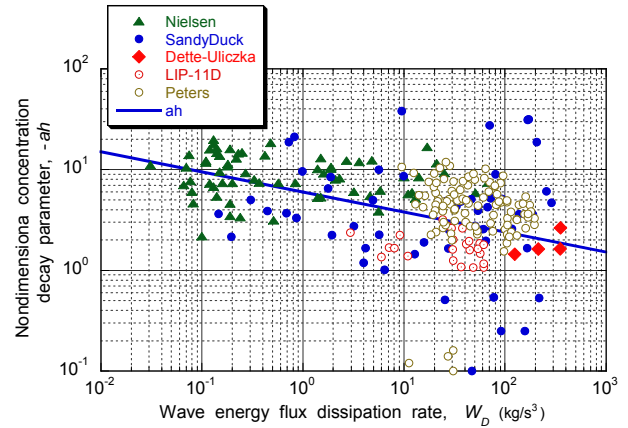 Nielsen
SandyDuck
Dette-Uliczka
LIP-11D
Peters
ah
10²
10¹
10⁰
10⁻¹
Nondimensiona concentration
decay parameter, -ah
10⁻² 10⁻¹ 10⁰ 10¹ 10² 10³
Wave energy flux dissipation rate, W_D (kg/s³)